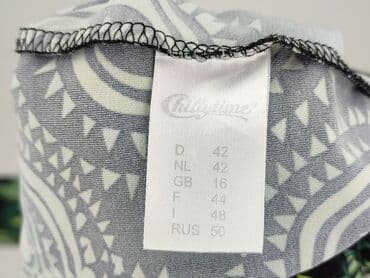 Chillytime®
D 42
NL 42
GB 16
F 44
I 48
RUS 50